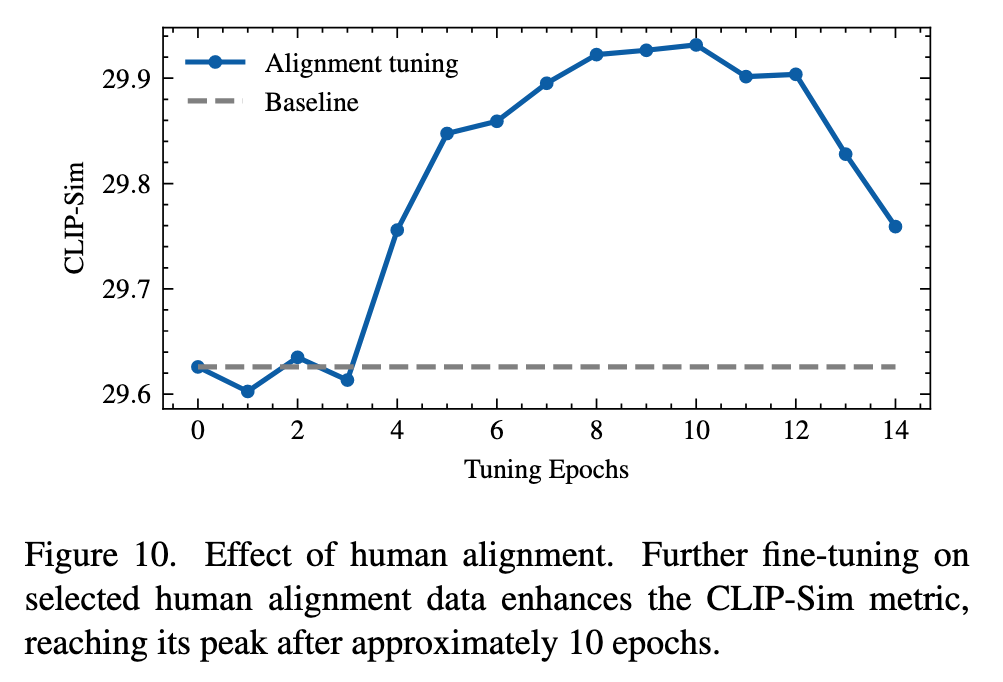 Alignment tuning
Baseline
29.9
29.8
29.7
29.6
CLIP-Sim
0 2 4 6 8 10 12 14
Tuning Epochs
Figure 10. Effect of human alignment. Further fine-tuning on
selected human alignment data enhances the CLIP-Sim metric,
reaching its peak after approximately 10 epochs.